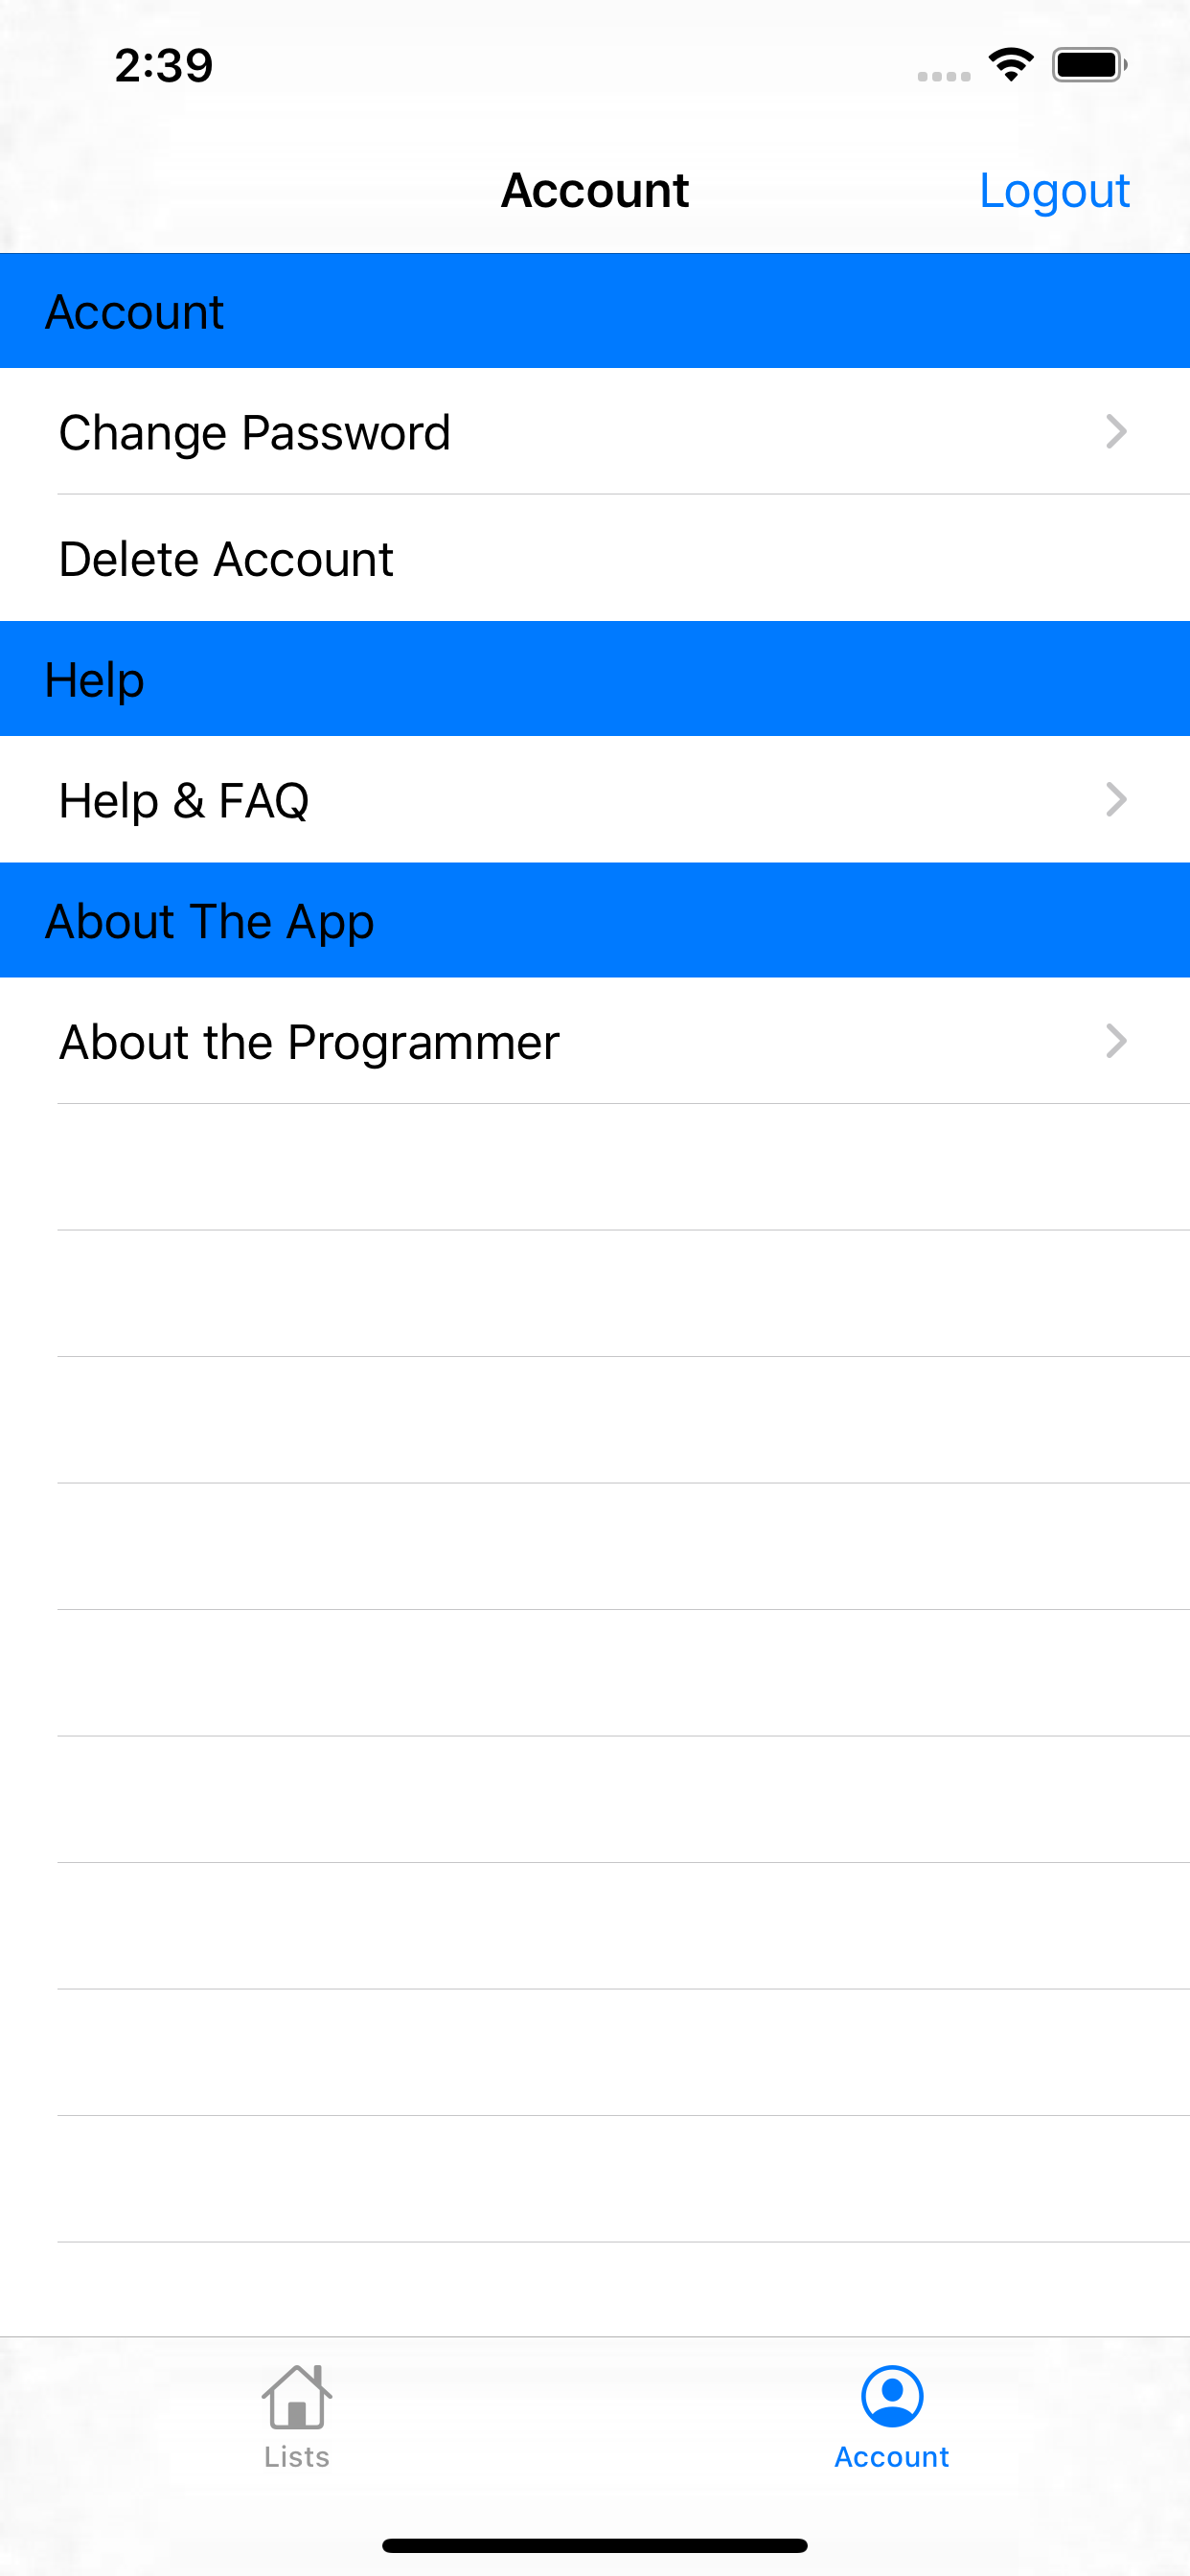 2:39
Account
Logout
Account
Change Password
Delete Account
Help
Help & FAQ
About The App
About the Programmer
Lists
Account